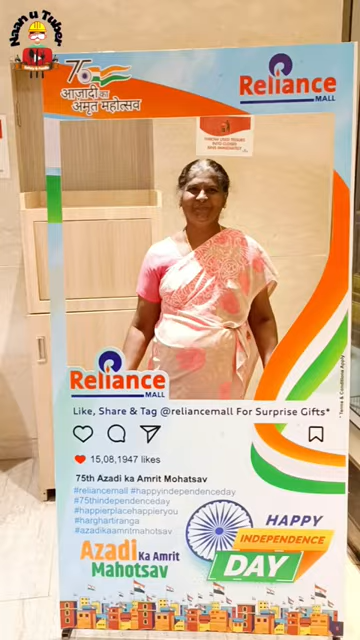 Naan u Tuber
75
आज़ादी का
अमृत महोत्सव
Reliance
MALL
Reliance
MALL
Like, Share & Tag @reliancemall For Surprise Gifts*
* Terms & Conditions Apply
15,08,1947 likes
75th Azadi ka Amrit Mohatsav
#reliancemall #happyindependenceday
#75thindependenceday
#happierplacehappieryou
#harghartiranga
#azadikaamritmahotsav
Azadi Ka Amrit
Mahotsav
HAPPY
INDEPENDENCE
DAY